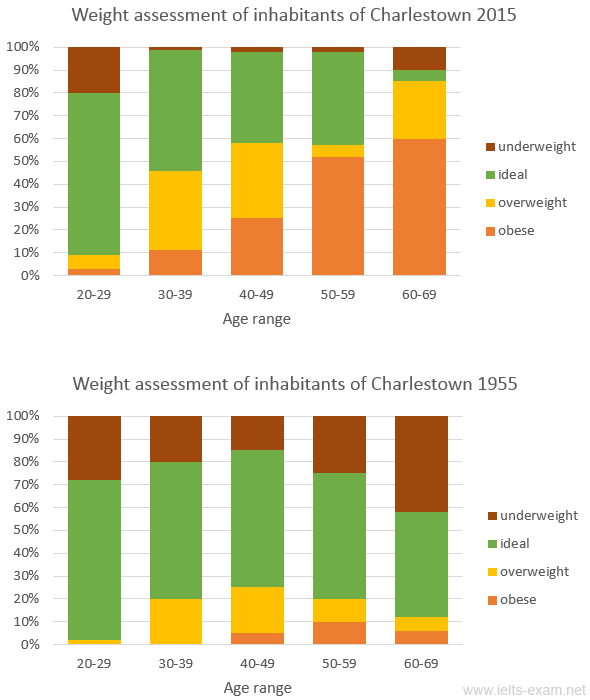 Weight assessment of inhabitants of Charlestown 2015
100%
90%
80%
70%
60%
50%
40%
30%
20%
10%
0%
20-29 30-39 40-49 50-59 60-69
Age range
underweight
ideal
overweight
obese
Weight assessment of inhabitants of Charlestown 1955
100%
90%
80%
70%
60%
50%
40%
30%
20%
10%
0%
20-29 30-39 40-49 50-59 60-69
Age range
underweight
ideal
overweight
obese
www.ielts-exam.net